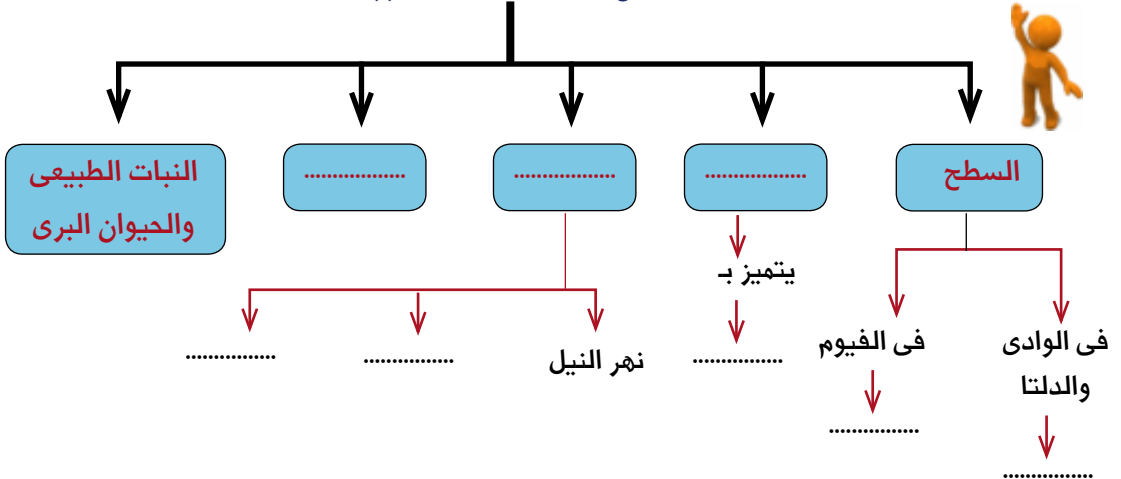 السطح
..................
..................
..................
النبات الطبيعى
والحيوان البرى
يتميز بـ
................
نهر النيل
................
................
فى الوادى
والدلتا
................
فى الفيوم
................